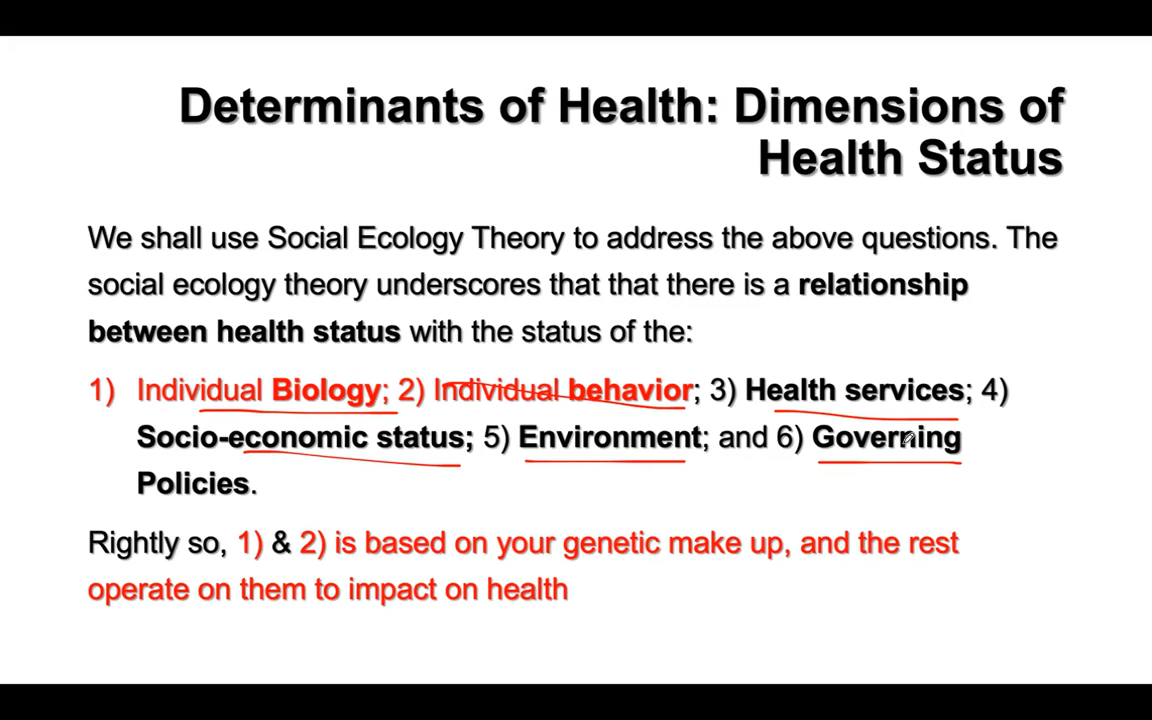 Determinants of Health: Dimensions of
Health Status
We shall use Social Ecology Theory to address the above questions. The
social ecology theory underscores that that there is a relationship
between health status with the status of the:
1) Individual Biology; 2) Individual behavior; 3) Health services; 4)
Socio-economic status; 5) Environment; and 6) Governing
Policies.
Rightly so, 1) & 2) is based on your genetic make up, and the rest
operate on them to impact on health